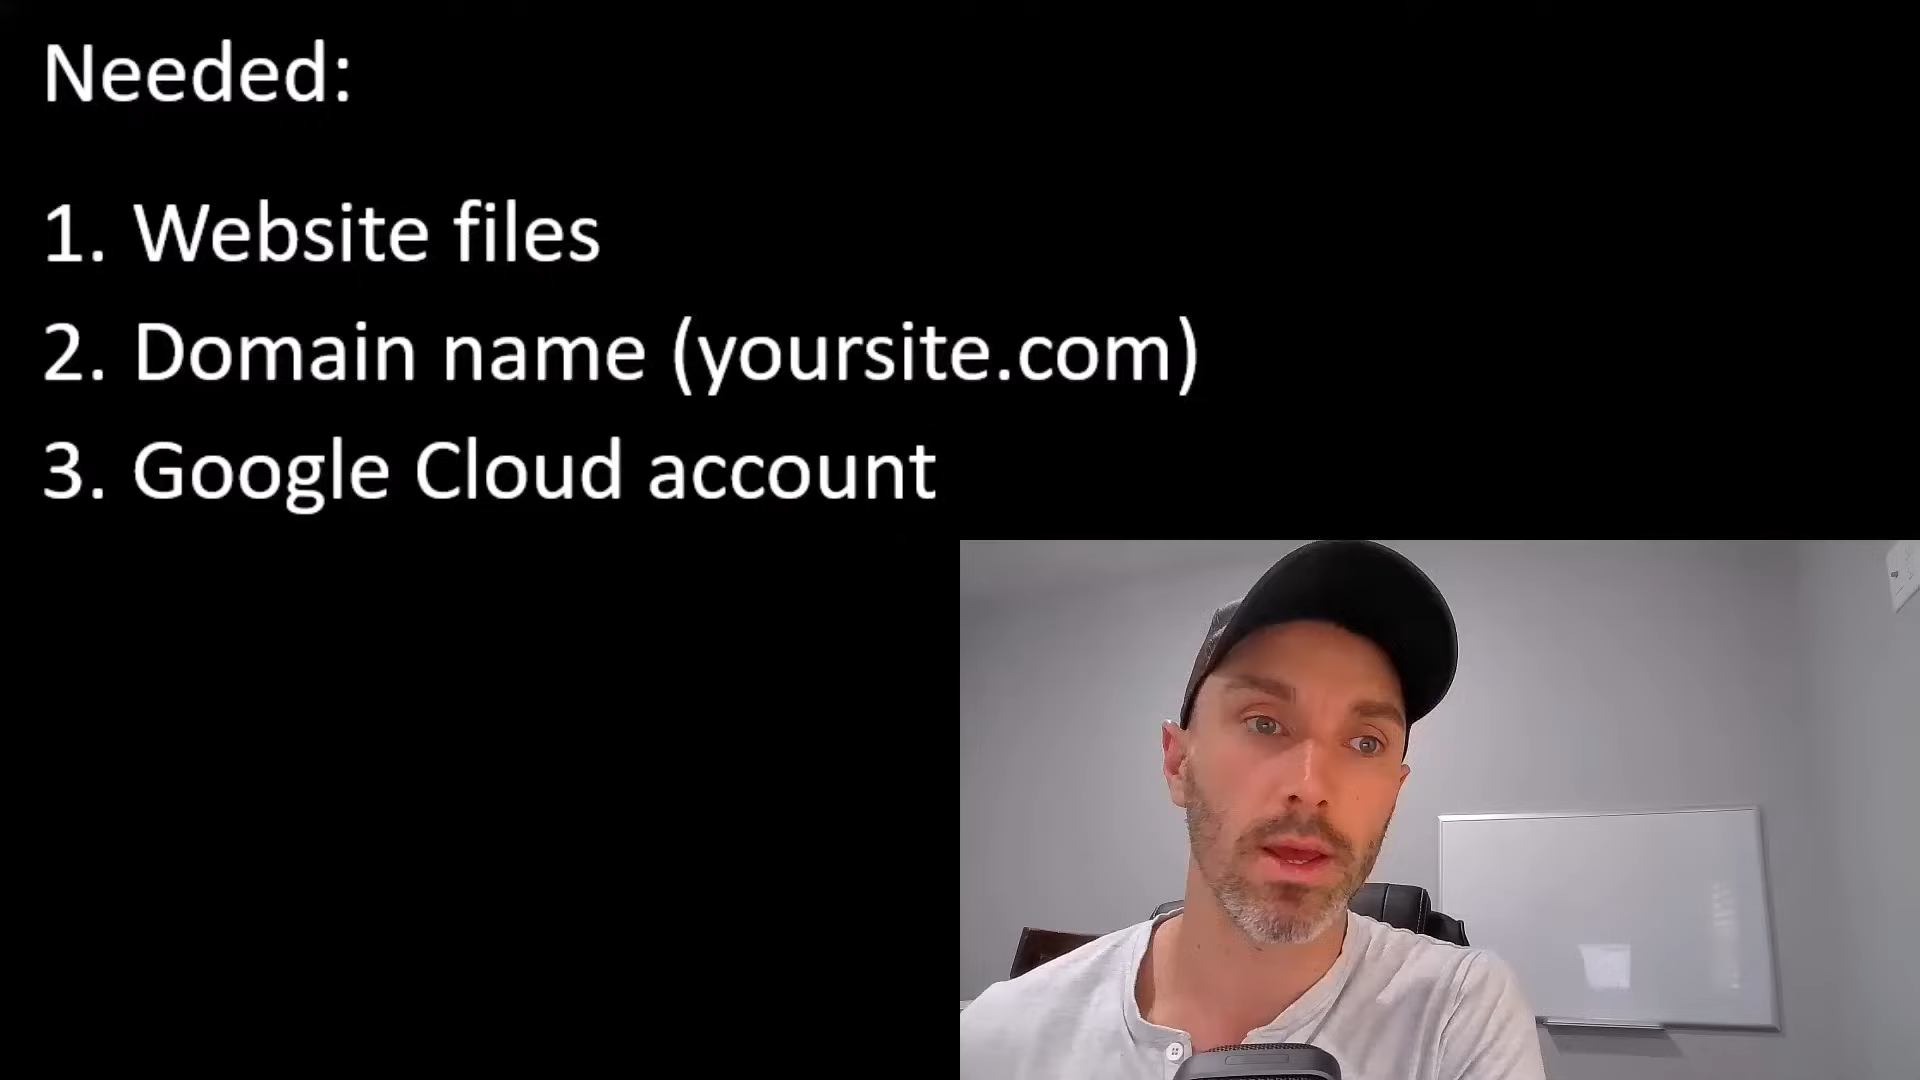 Needed:
1. Website files
2. Domain name (yoursite.com)
3. Google Cloud account